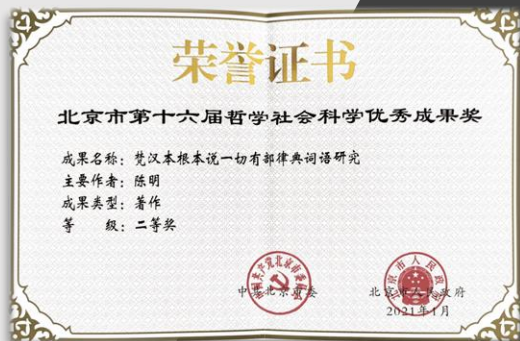 荣誉证书
北京市第十六届哲学社会科学优秀成果奖
成果名称：梵汉本根本说一切有部律典词语研究
主要作者：陈明
成果类型：著作
等 级：二等奖
中共北京市委 北京市人民政府
2021年1月